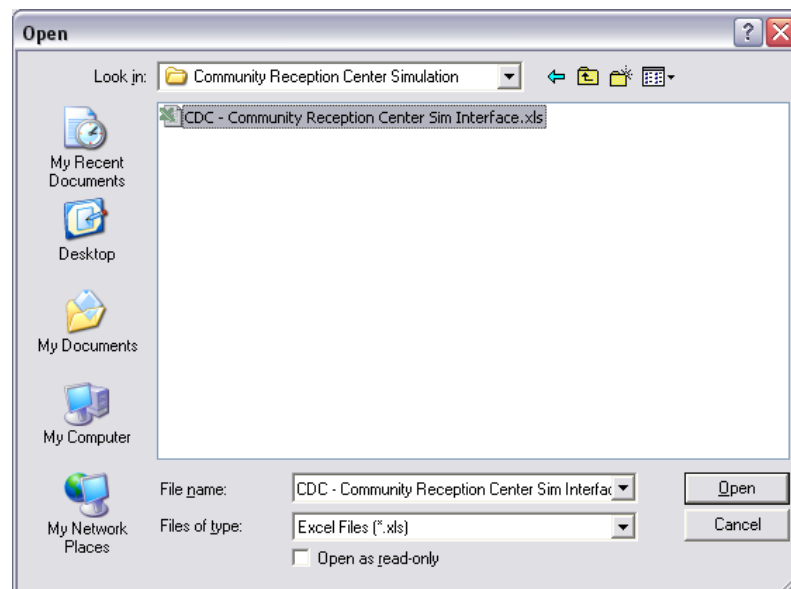 Open
Look in: Community Reception Center Simulation
CDC - Community Reception Center Sim Interface.xls
My Recent
Documents
Desktop
My Documents
My Computer
My Network
Places
File name: CDC - Community Reception Center Sim Interfac
Open
Files of type: Excel Files (*.xls)
Cancel
Open as read-only